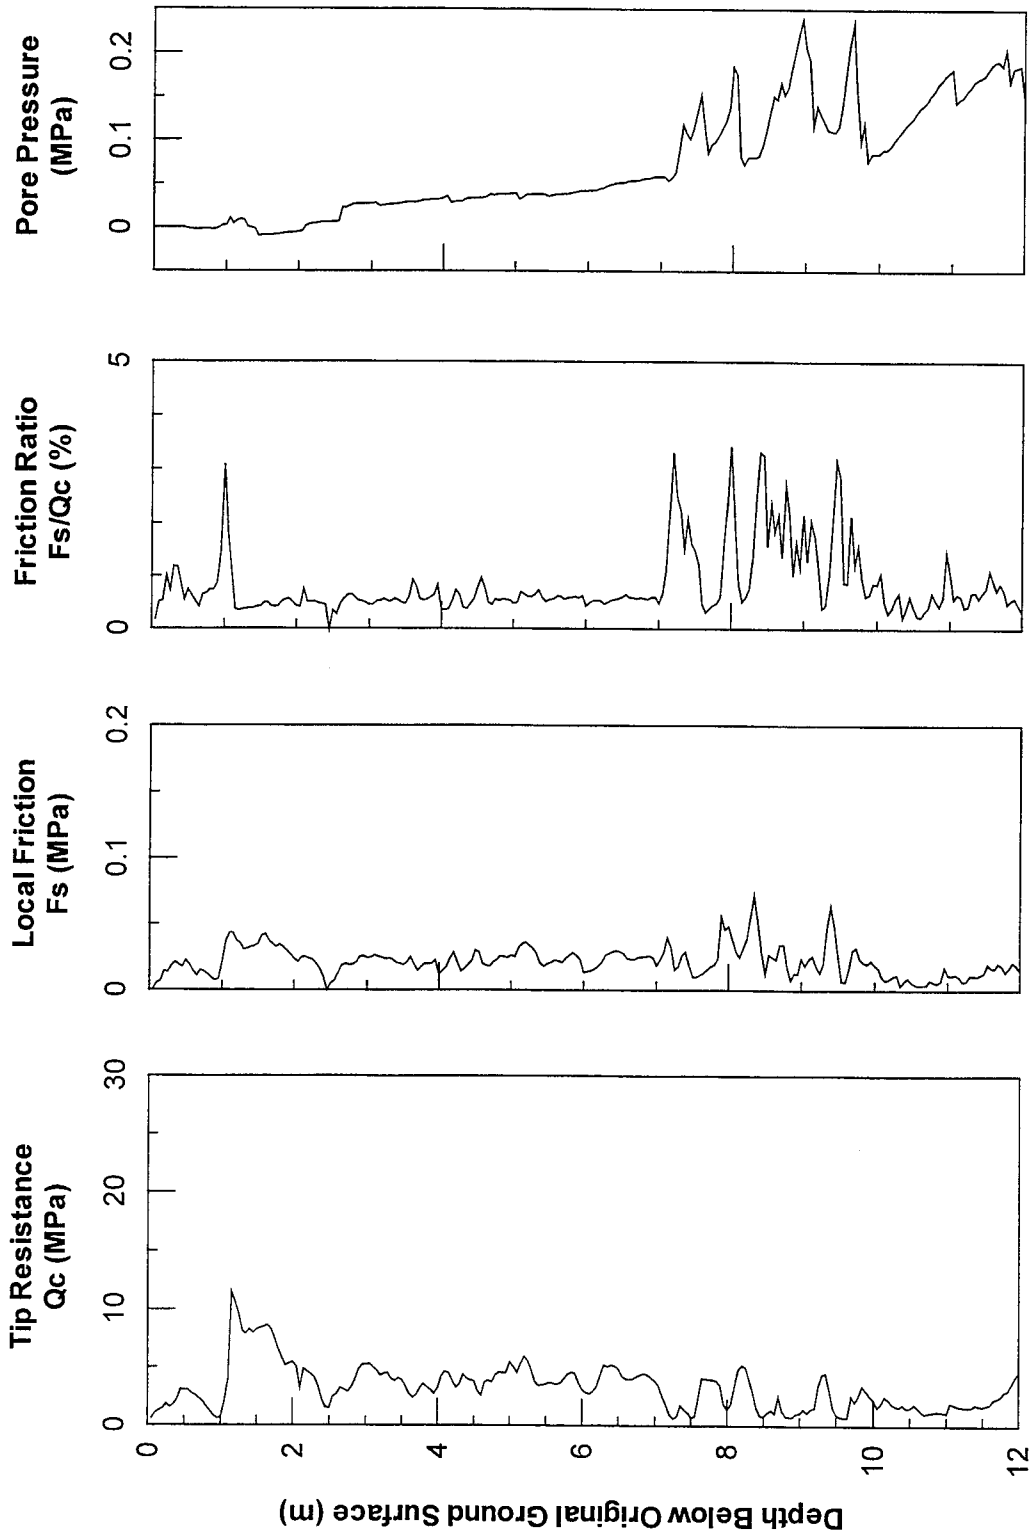 Pore Pressure
(MPa)
0
0.1
0.2
Friction Ratio
Fs/Qc (%)
0
5
Local Friction
Fs (MPa)
0
0.1
0.2
Tip Resistance
Qc (MPa)
0
10
20
30
0
2
4
6
8
10
12
Depth Below Original Ground Surface (m)